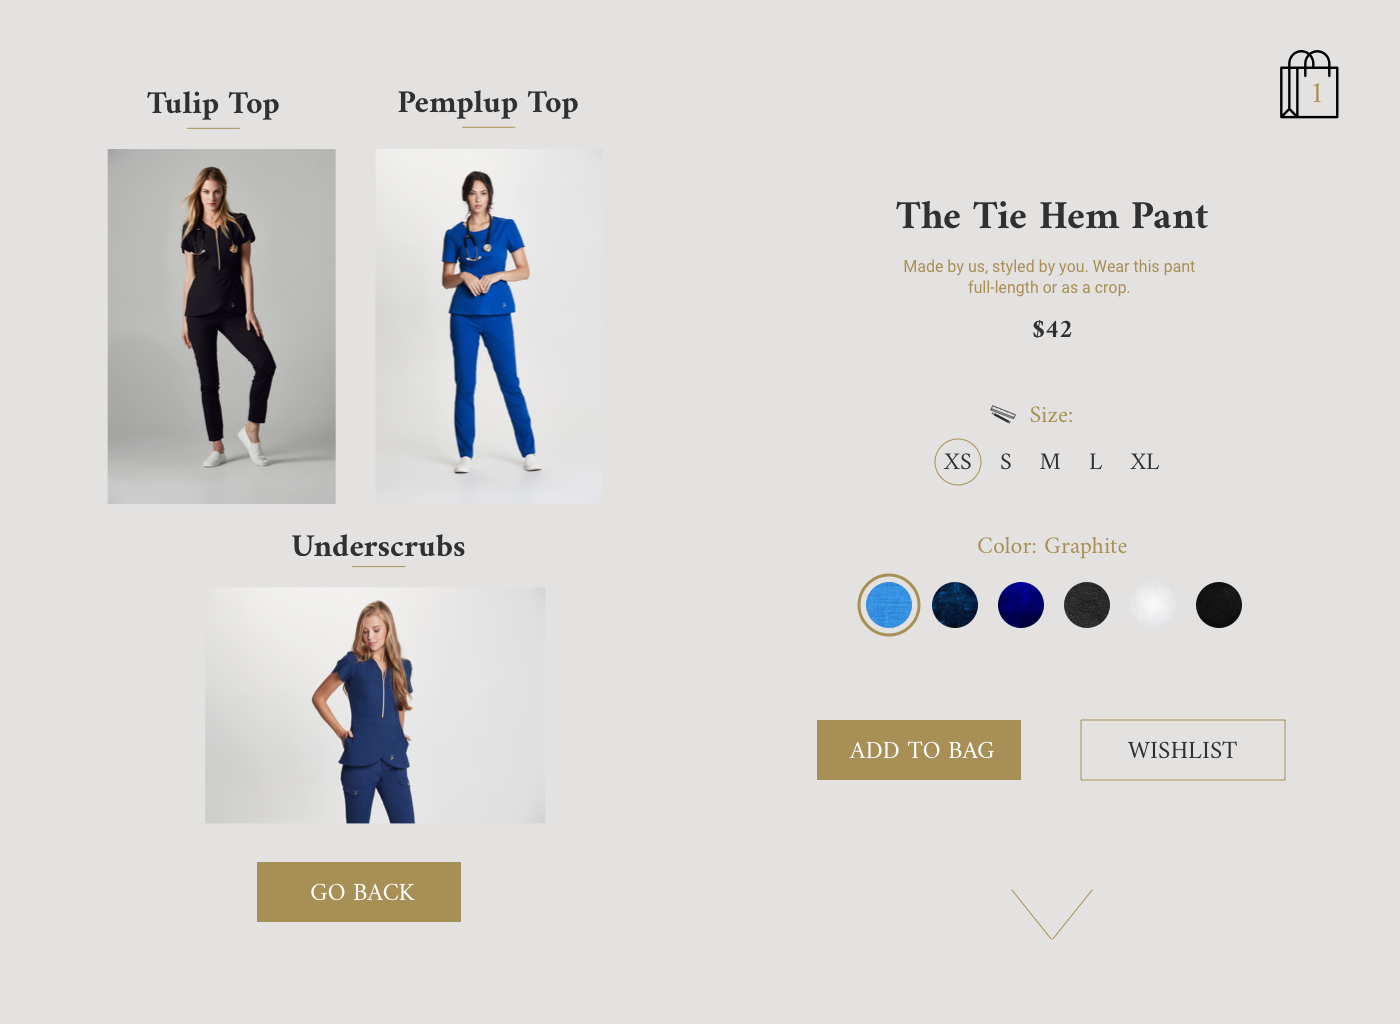 Tulip Top
Pemplup Top
Underscrubs
GO BACK
1
The Tie Hem Pant
Made by us, styled by you. Wear this pant
full-length or as a crop.
$42
Size:
XS S M L XL
Color: Graphite
ADD TO BAG
WISHLIST